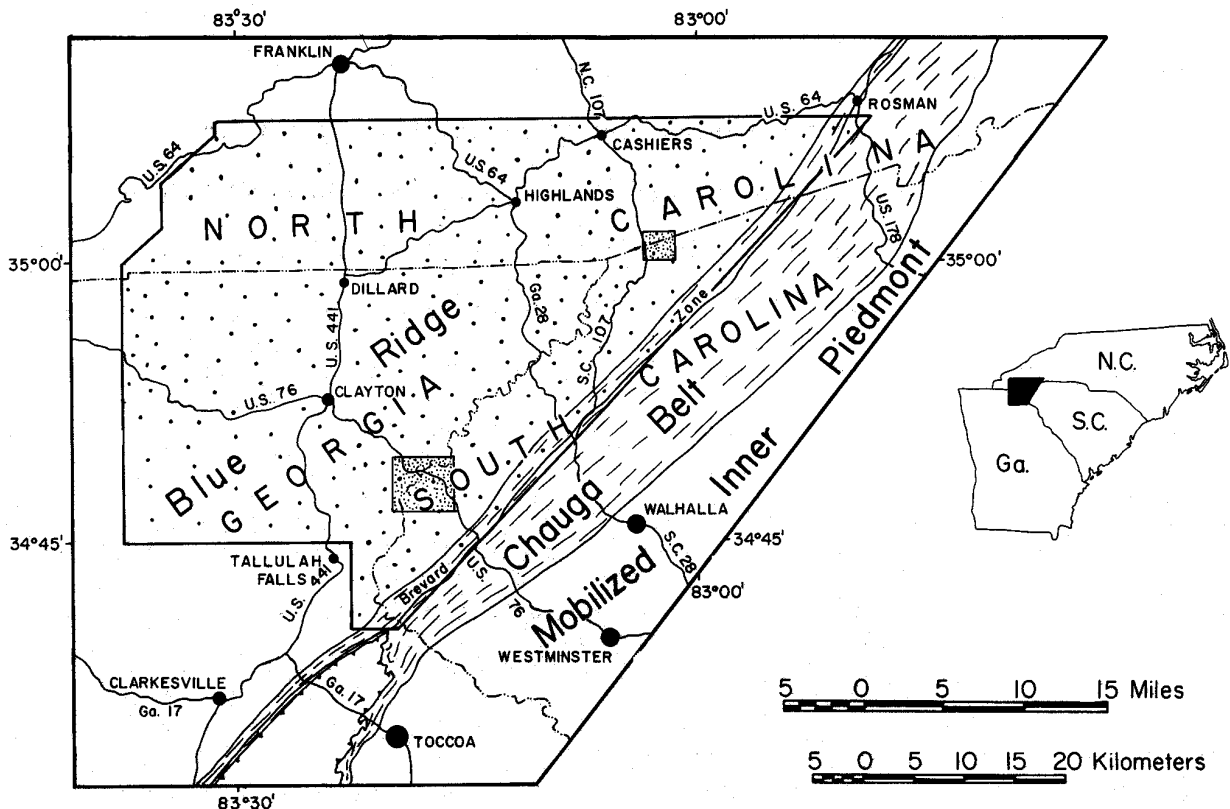 83°30'
83°00'
FRANKLIN
N.C. 107
U.S. 64
ROSMAN
CASHIERS
U.S. 64
U.S. 64
HIGHLANDS
NORTH CAROLINA
U.S. 178
35°00'
35°00'
DILLARD
Ga. 28
U.S. 441
S.C. 107
Zone
Blue Ridge
GEORGIA
SOUTH CAROLINA
Chauga Belt
Mobilized Inner Piedmont
U.S. 76
CLAYTON
WALHALLA
S.C. 28
34°45'
34°45'
83°00'
TALLULAH
FALLS
U.S. 441
Brevard
U.S. 76
WESTMINSTER
CLARKESVILLE
Ga. 17
Ga. 17
TOCCOA
83°30'
N.C.
S.C.
Ga.
5 0 5 10 15 Miles
5 0 5 10 15 20 Kilometers